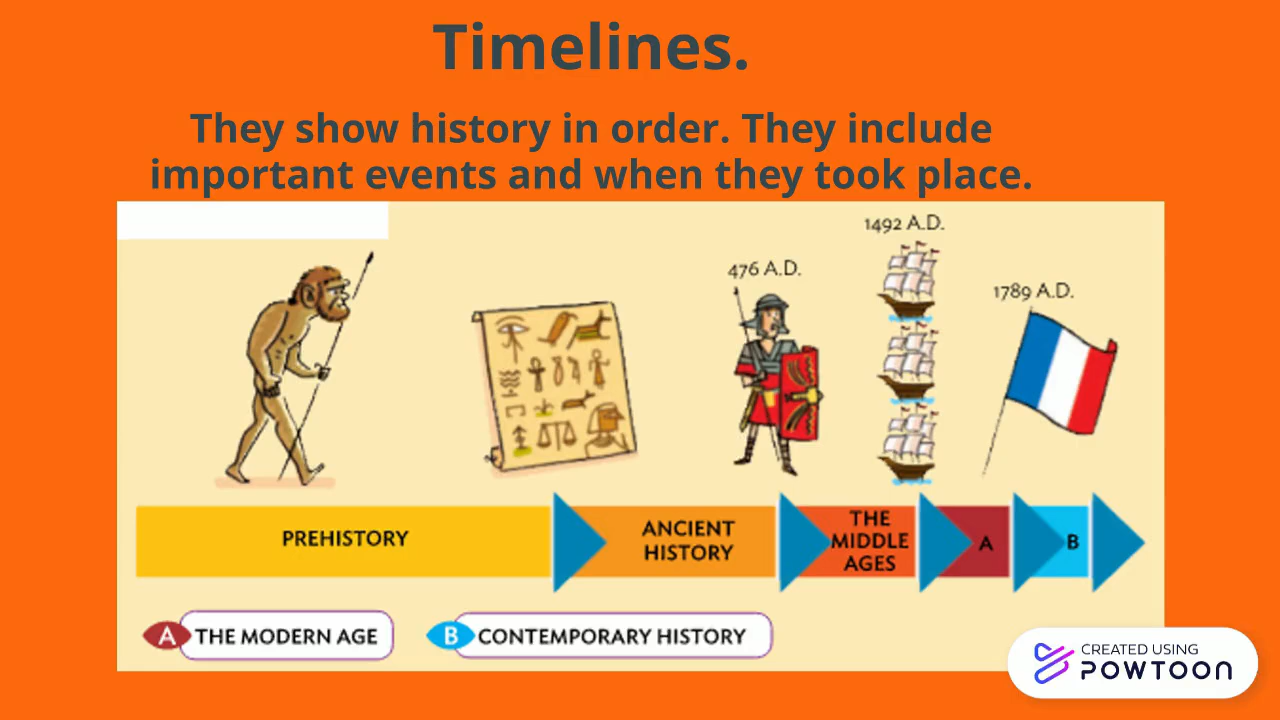 Timelines.
They show history in order. They include
important events and when they took place.
1492 A.D.
476 A.D.
1789 A.D.
PREHISTORY
ANCIENT
HISTORY
THE
MIDDLE
AGES
A
B
A THE MODERN AGE
B CONTEMPORARY HISTORY
CREATED USING
POWTOON